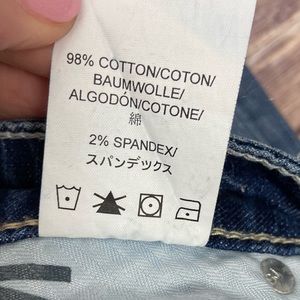 98% COTTON/COTON/
BAUMWOLLE/
ALGODÓN/COTONE/
綿
2% SPANDEX/
スパンデックス